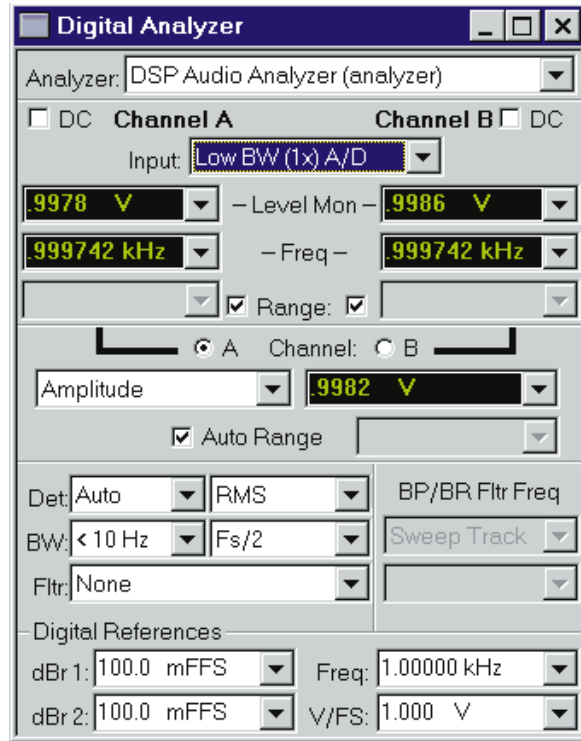 Digital Analyzer
Analyzer: DSP Audio Analyzer (analyzer)
DC Channel A Channel B DC
Input: Low BW (1x) A/D
.9978 V – Level Mon – .9986 V
.999742 kHz – Freq – .999742 kHz
Range:
A Channel: B
Amplitude .9982 V
Auto Range
Det: Auto RMS BP/BR Fltr Freq
BW: < 10 Hz Fs/2 Sweep Track
Fltr: None
Digital References
dBr 1: 100.0 mFFS Freq: 1.00000 kHz
dBr 2: 100.0 mFFS V/FS: 1.000 V